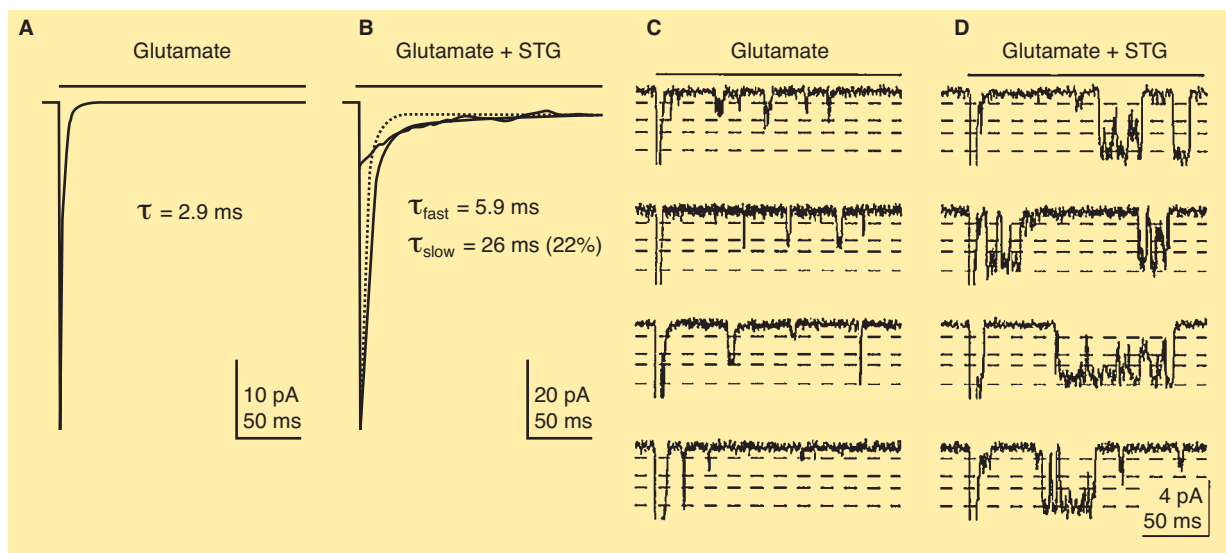 A
Glutamate
τ = 2.9 ms
10 pA
50 ms
B
Glutamate + STG
τfast = 5.9 ms
τslow = 26 ms (22%)
20 pA
50 ms
C
Glutamate
D
Glutamate + STG
4 pA
50 ms